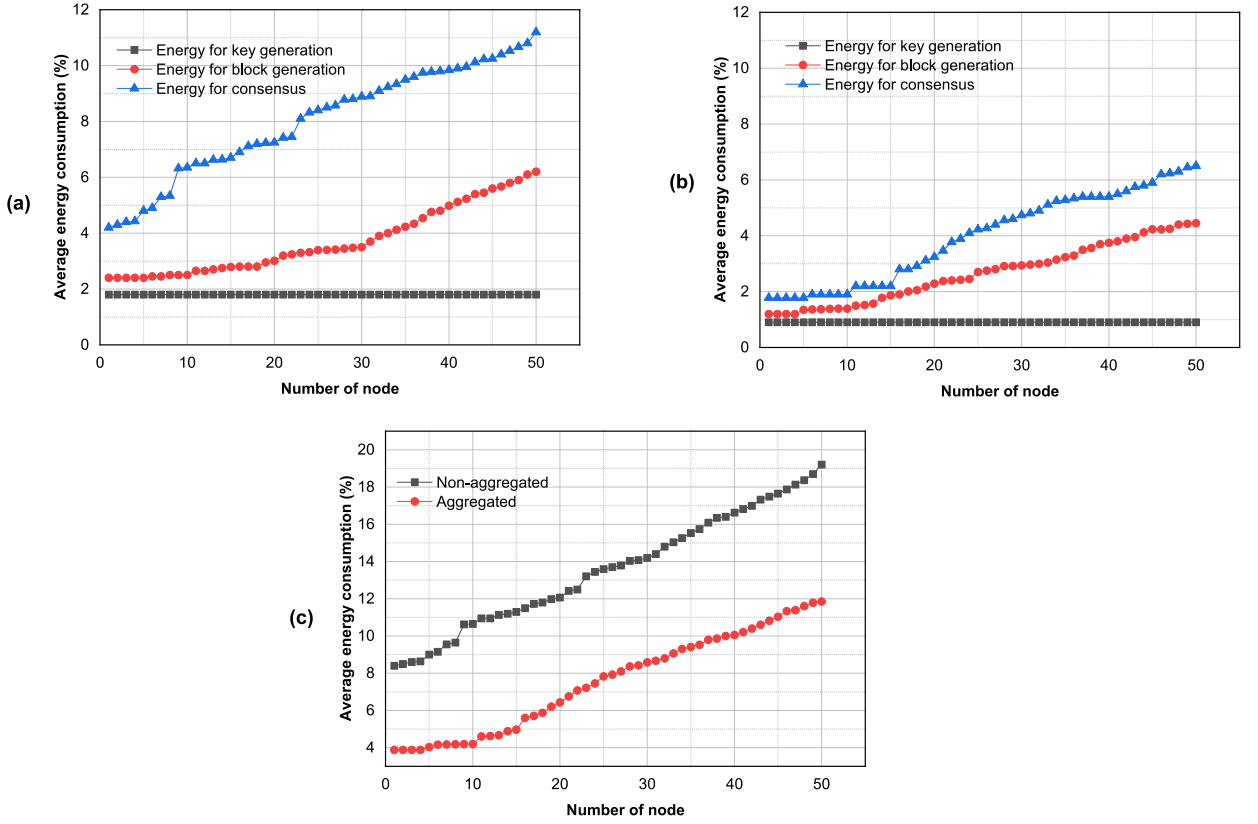 (a)
Average energy consumption (%)
12
10
8
6
4
2
0
Energy for key generation
Energy for block generation
Energy for consensus
0 10 20 30 40 50
Number of node
(b)
Average energy consumption (%)
12
10
8
6
4
2
0
Energy for key generation
Energy for block generation
Energy for consensus
0 10 20 30 40 50
Number of node
(c)
Average energy consumption (%)
20
18
16
14
12
10
8
6
4
Non-aggregated
Aggregated
0 10 20 30 40 50
Number of node